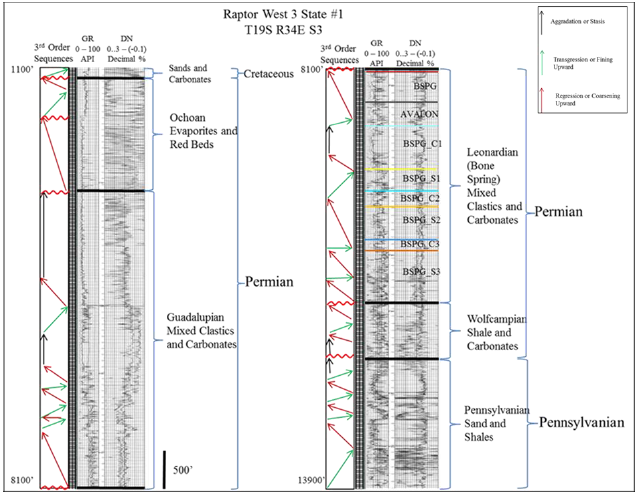 Raptor West 3 State #1
T19S R34E S3
3rd Order
Sequences
GR
0 – 100
API
DN
0..3 – (-0.1)
Decimal %
1100'
8100'
Sands and
Carbonates
Cretaceous
Ochoan
Evaporites and
Red Beds
Guadalupian
Mixed Clastics
and Carbonates
Permian
500'
3rd Order
Sequences
GR
0 – 100
API
DN
0..3 – (-0.1)
Decimal %
8100'
13900'
BSPG
AVALON
BSPG_C1
BSPG_S1
BSPG_C2
BSPG_S2
BSPG_C3
BSPG_S3
Leonardian
(Bone
Spring)
Mixed
Clastics and
Carbonates
Wolfcampian
Shale and
Carbonates
Permian
Pennsylvanian
Sand and
Shales
Pennsylvanian
Aggradation or Stasis
Transgression or Fining
Upward
Regression or Coarsening
Upward